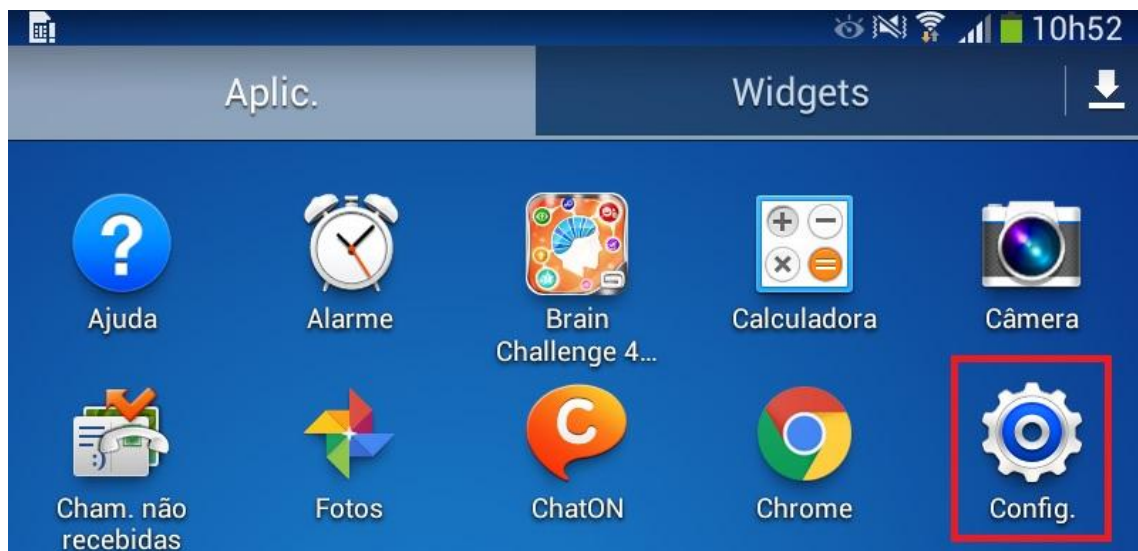 10h52
Aplic.
Widgets
Ajuda
Alarme
Brain
Challenge 4...
Calculadora
Câmera
Cham. não
recebidas
Fotos
ChatON
Chrome
Config.